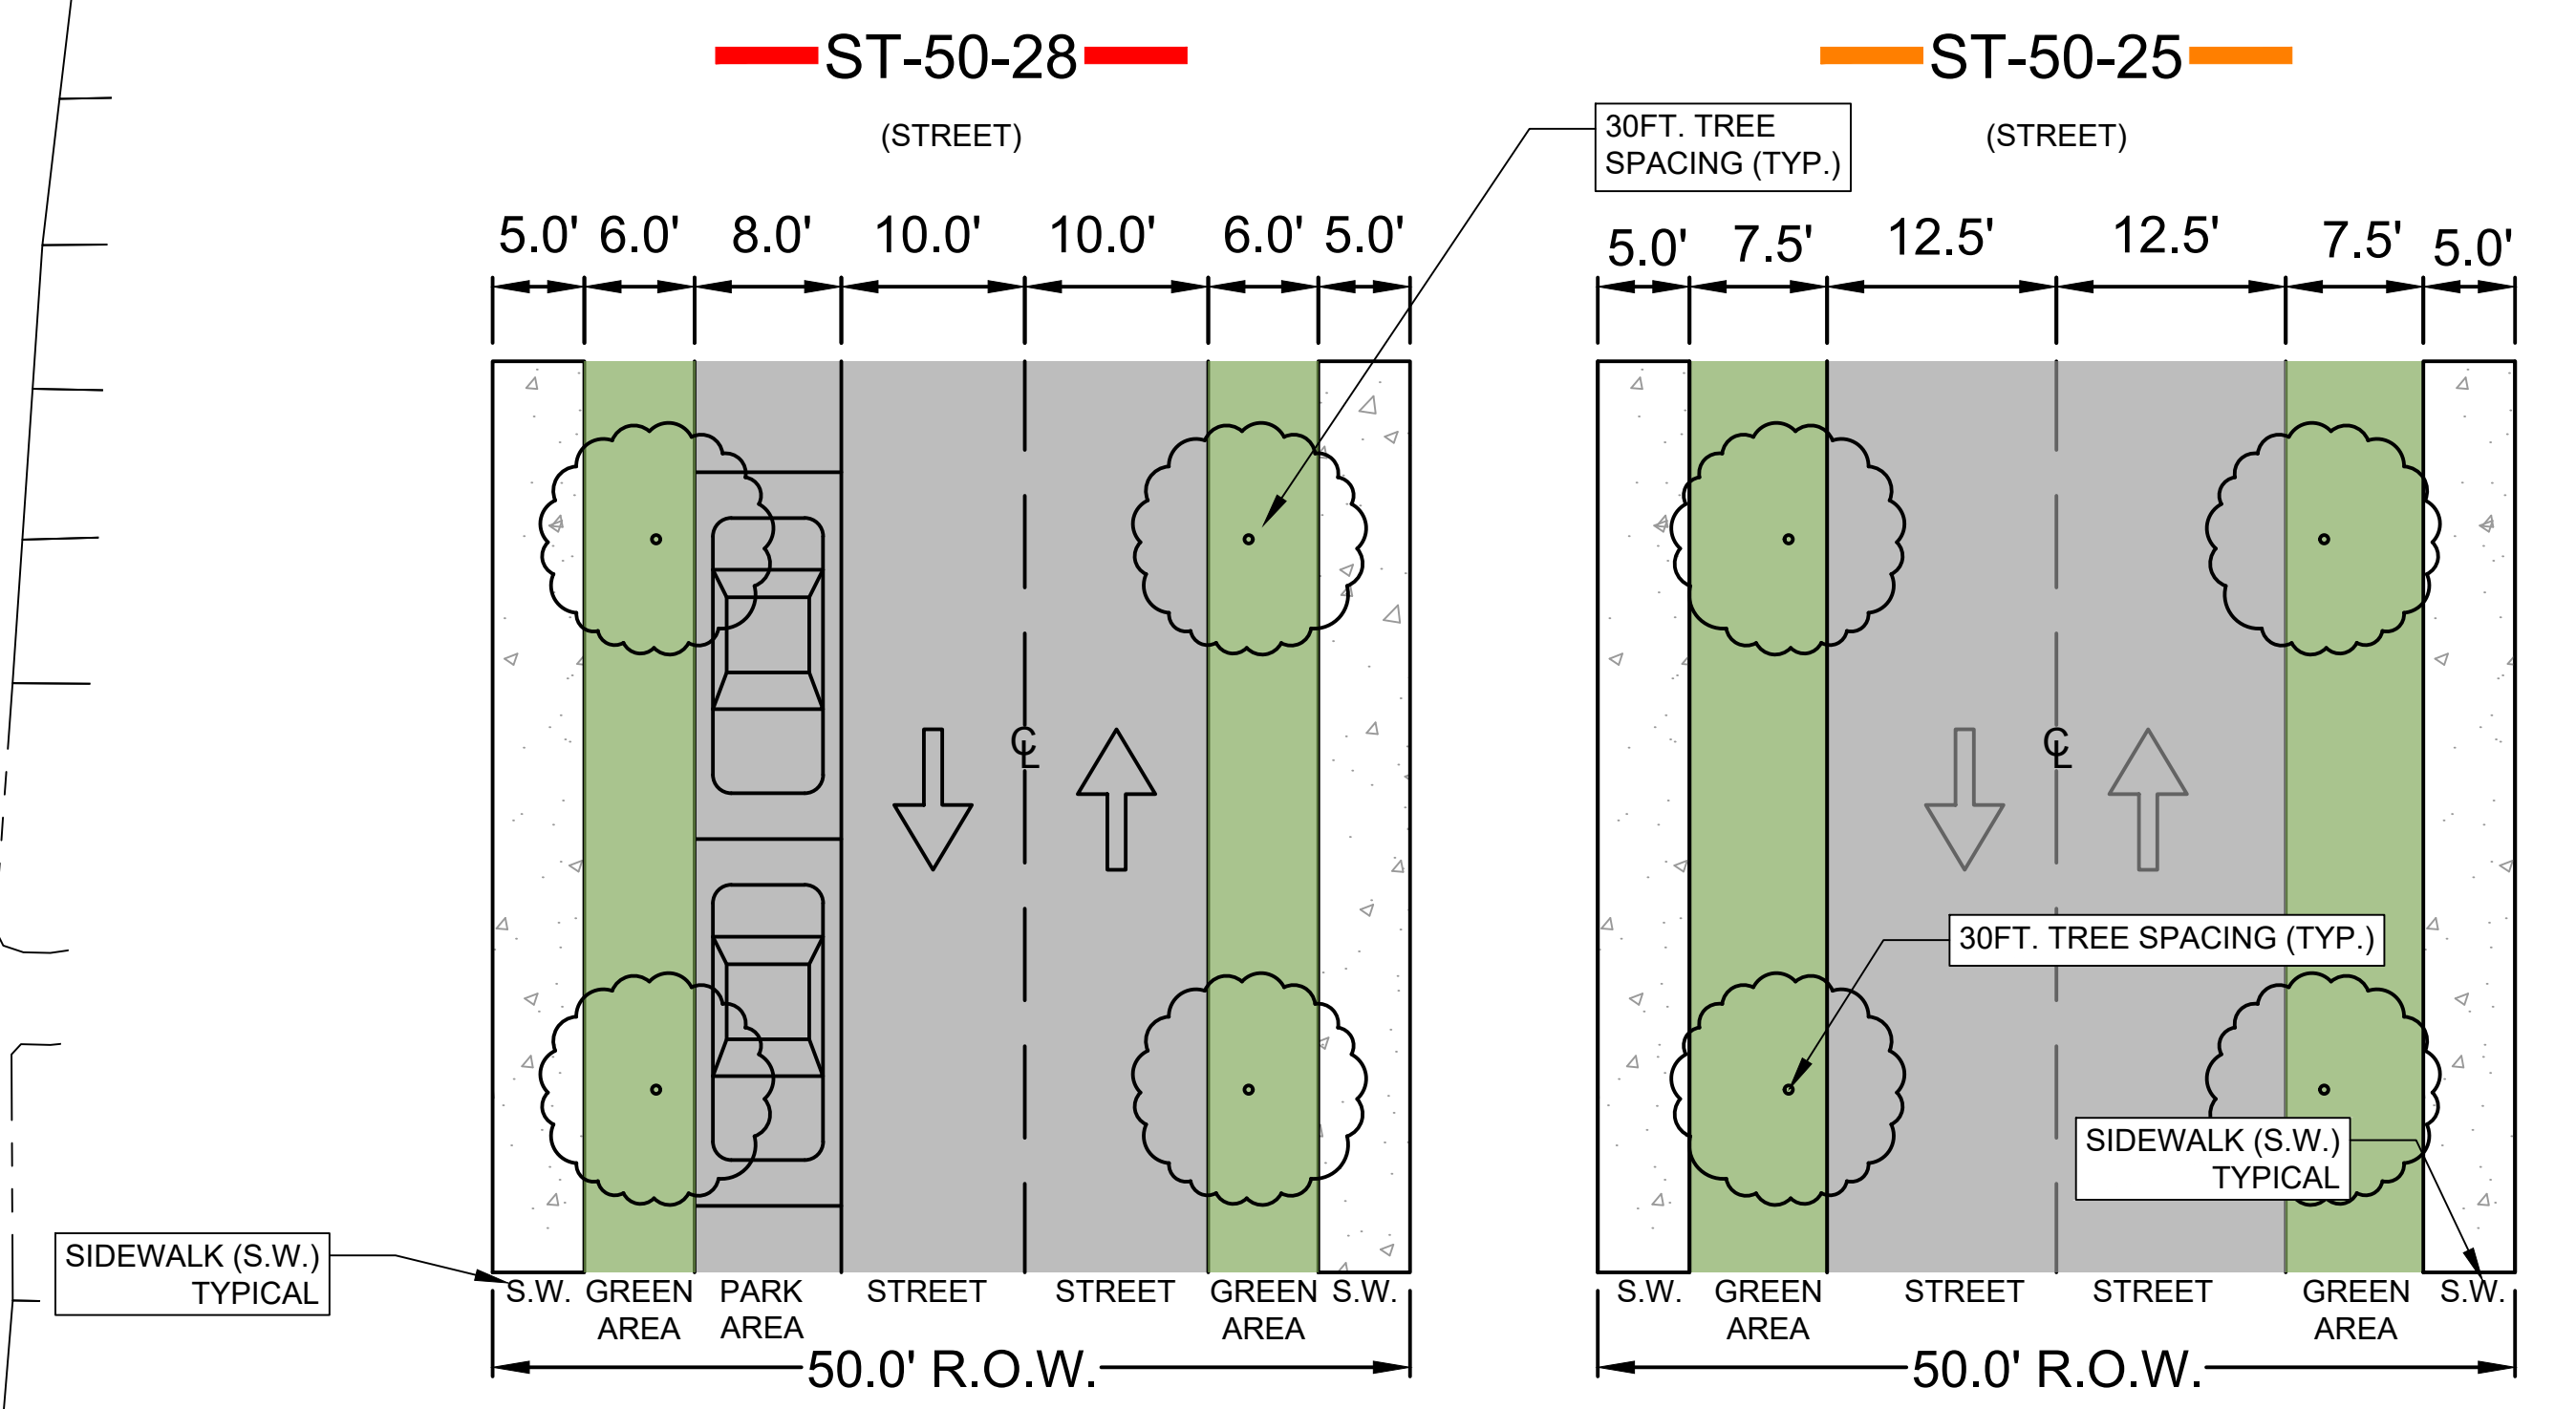 ST-50-28
(STREET)
30FT. TREE
SPACING (TYP.)
5.0' 6.0' 8.0' 10.0' 10.0' 6.0' 5.0'
℄
SIDEWALK (S.W.)
TYPICAL
S.W. GREEN AREA PARK AREA STREET STREET GREEN AREA S.W.
50.0' R.O.W.
ST-50-25
(STREET)
5.0' 7.5' 12.5' 12.5' 7.5' 5.0'
℄
30FT. TREE SPACING (TYP.)
SIDEWALK (S.W.)
TYPICAL
S.W. GREEN AREA STREET STREET GREEN AREA S.W.
50.0' R.O.W.